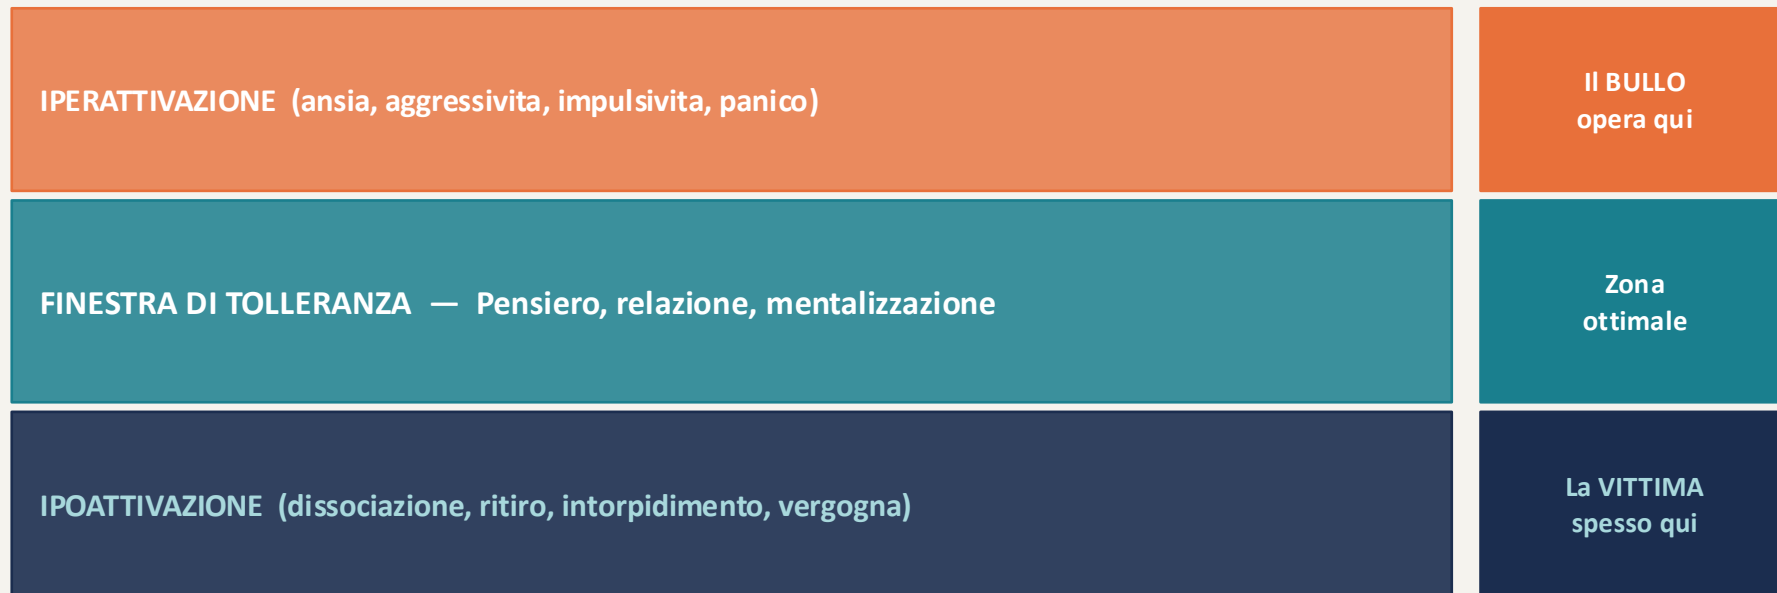 IPERATTIVAZIONE (ansia, aggressivita, impulsivita, panico)
Il BULLO
opera qui
FINESTRA DI TOLLERANZA — Pensiero, relazione, mentalizzazione
Zona
ottimale
IPOATTIVAZIONE (dissociazione, ritiro, intorpidimento, vergogna)
La VITTIMA
spesso qui